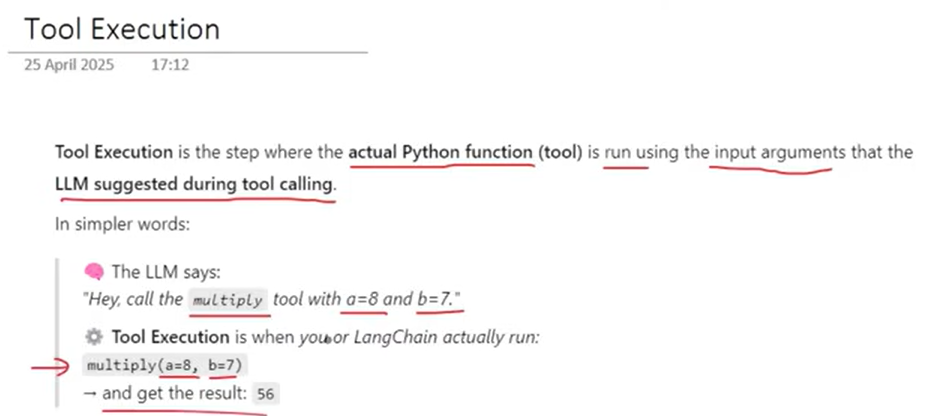 Tool Execution
25 April 2025 17:12
Tool Execution is the step where the actual Python function (tool) is run using the input arguments that the
LLM suggested during tool calling.
In simpler words:
🧠 The LLM says:
"Hey, call the multiply tool with a=8 and b=7."
⚙️ Tool Execution is when you or LangChain actually run:
multiply(a=8, b=7)
→ and get the result: 56